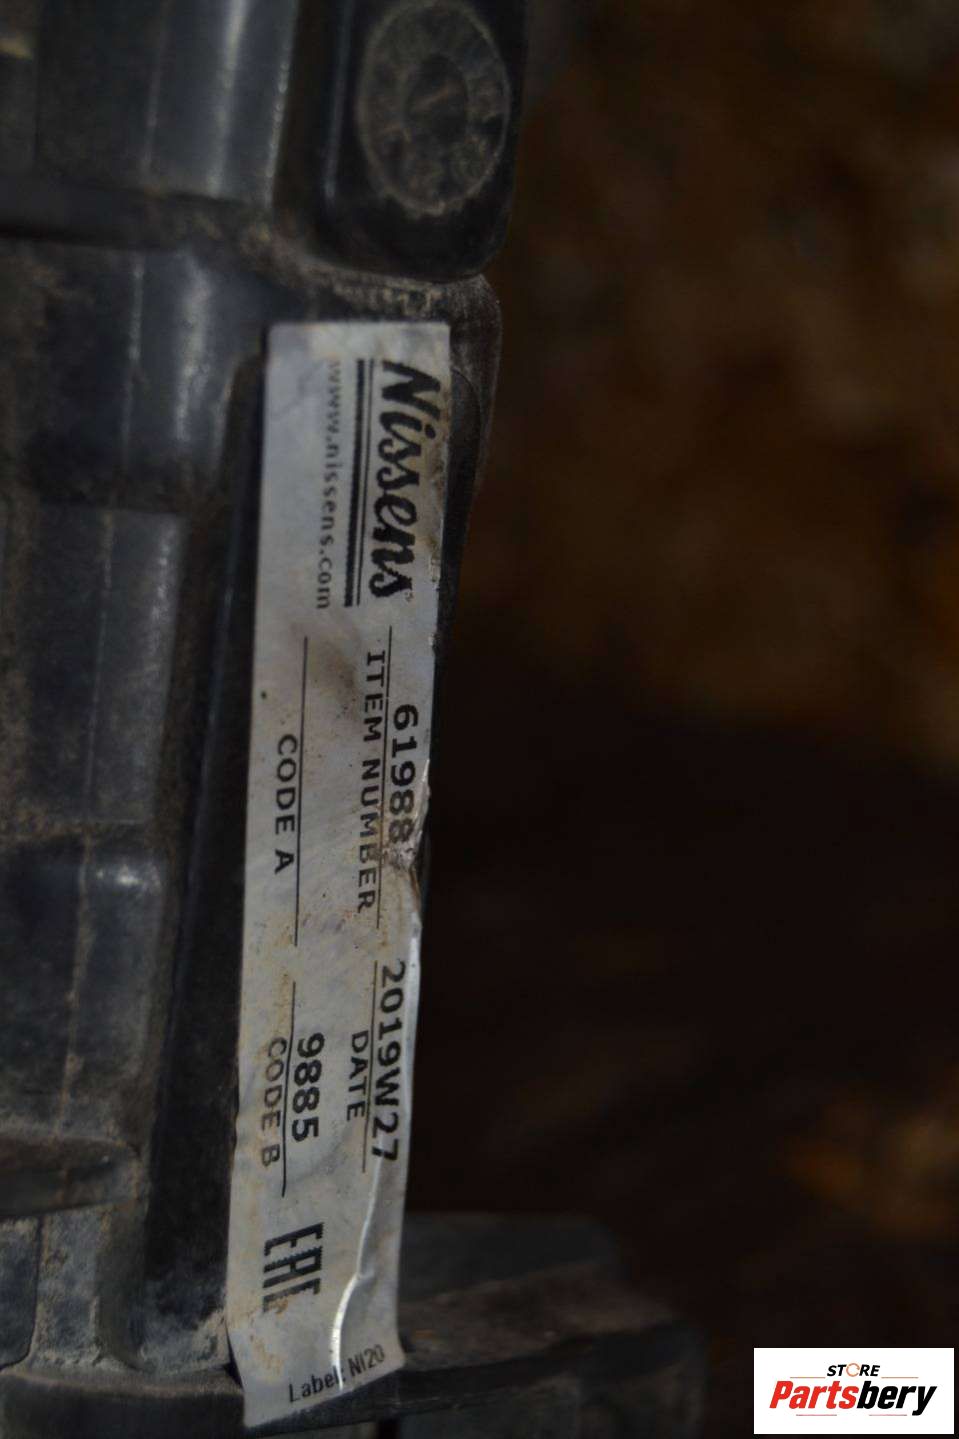 Nissens
www.nissens.com
61988
ITEM NUMBER
2019W27
DATE
CODE A
9885
CODE B
EAC
Label: NI20
STORE
Partsbery